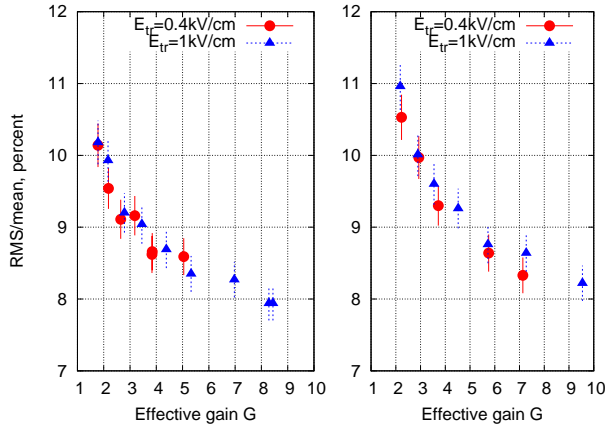 E_tr=0.4kV/cm
E_tr=1kV/cm
12
11
10
9
8
7
RMS/mean, percent
1 2 3 4 5 6 7 8 9 10
Effective gain G
E_tr=0.4kV/cm
E_tr=1kV/cm
12
11
10
9
8
7
1 2 3 4 5 6 7 8 9 10
Effective gain G